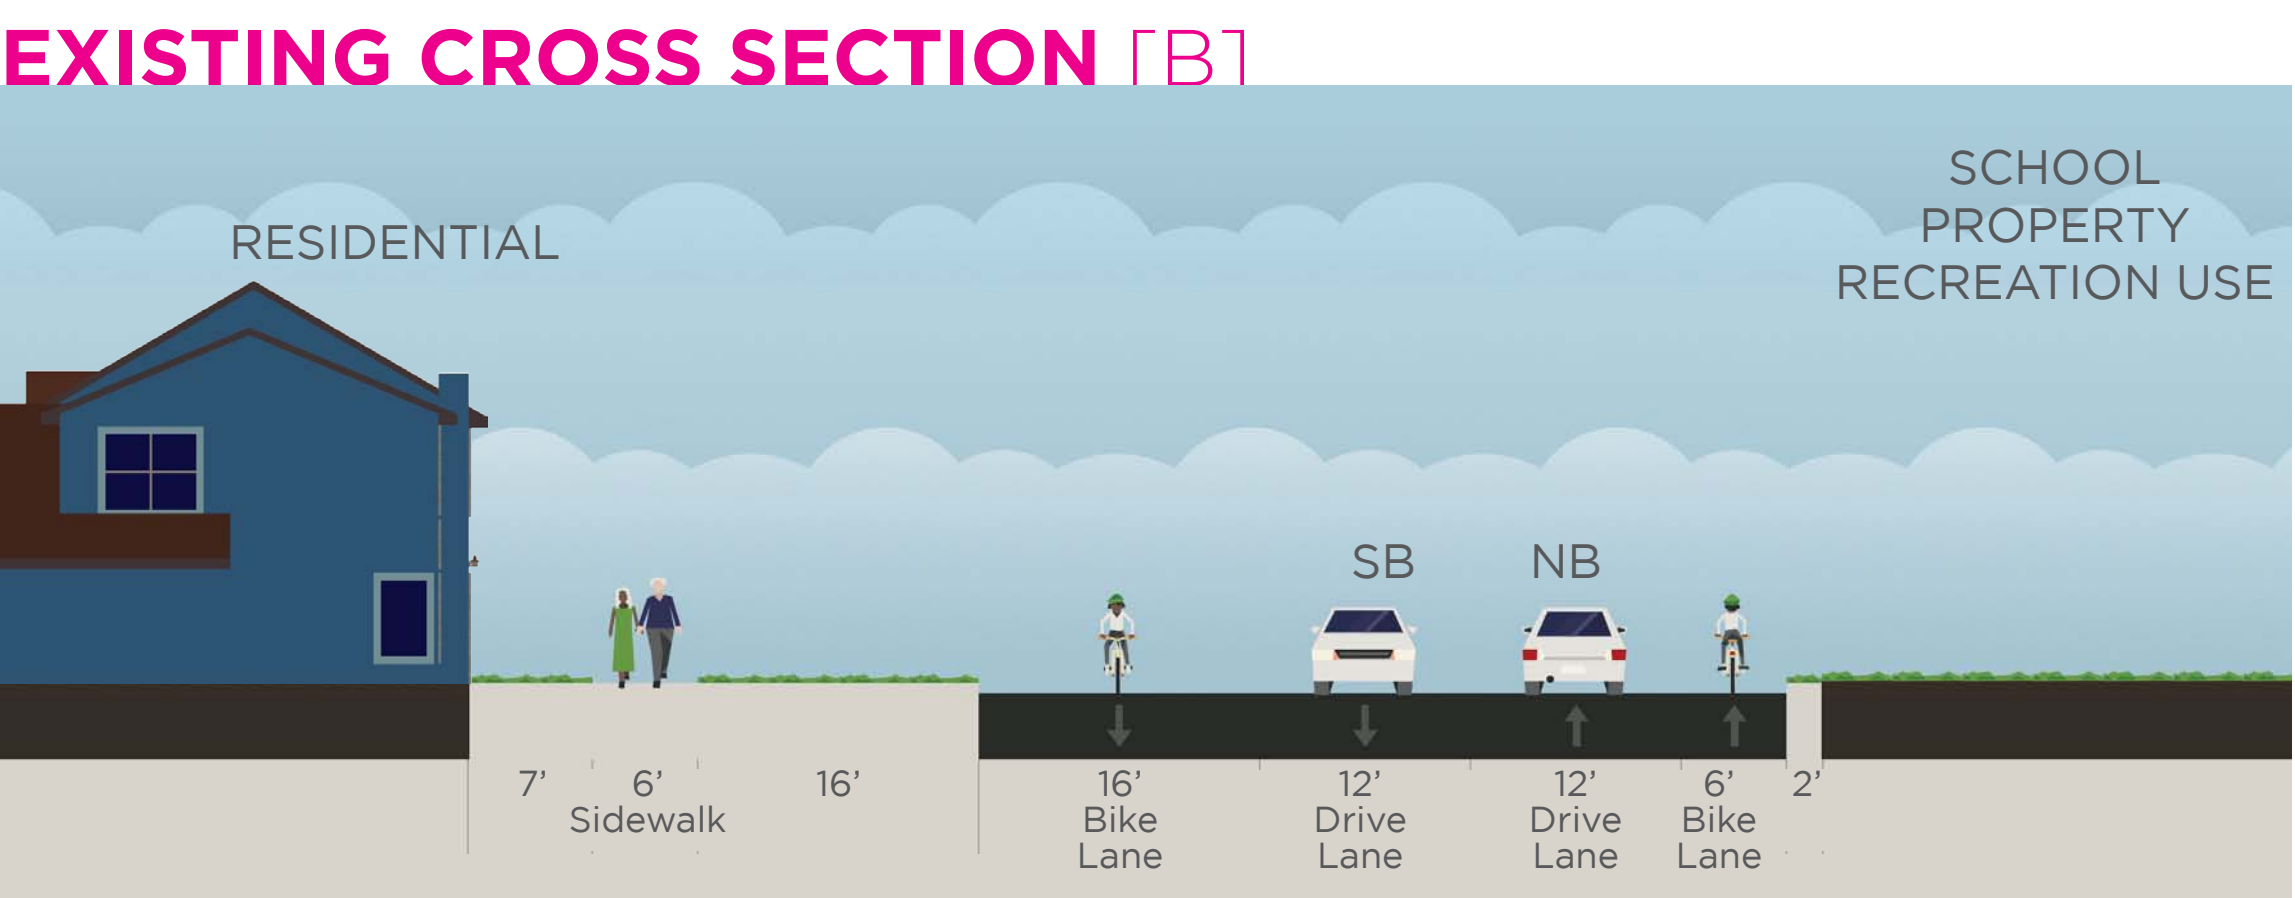 EXISTING CROSS SECTION [B]
RESIDENTIAL
SCHOOL
PROPERTY
RECREATION USE
SB
NB
7’
6’
Sidewalk
16’
16’
Bike
Lane
12’
Drive
Lane
12’
Drive
Lane
6’
Bike
Lane
2’